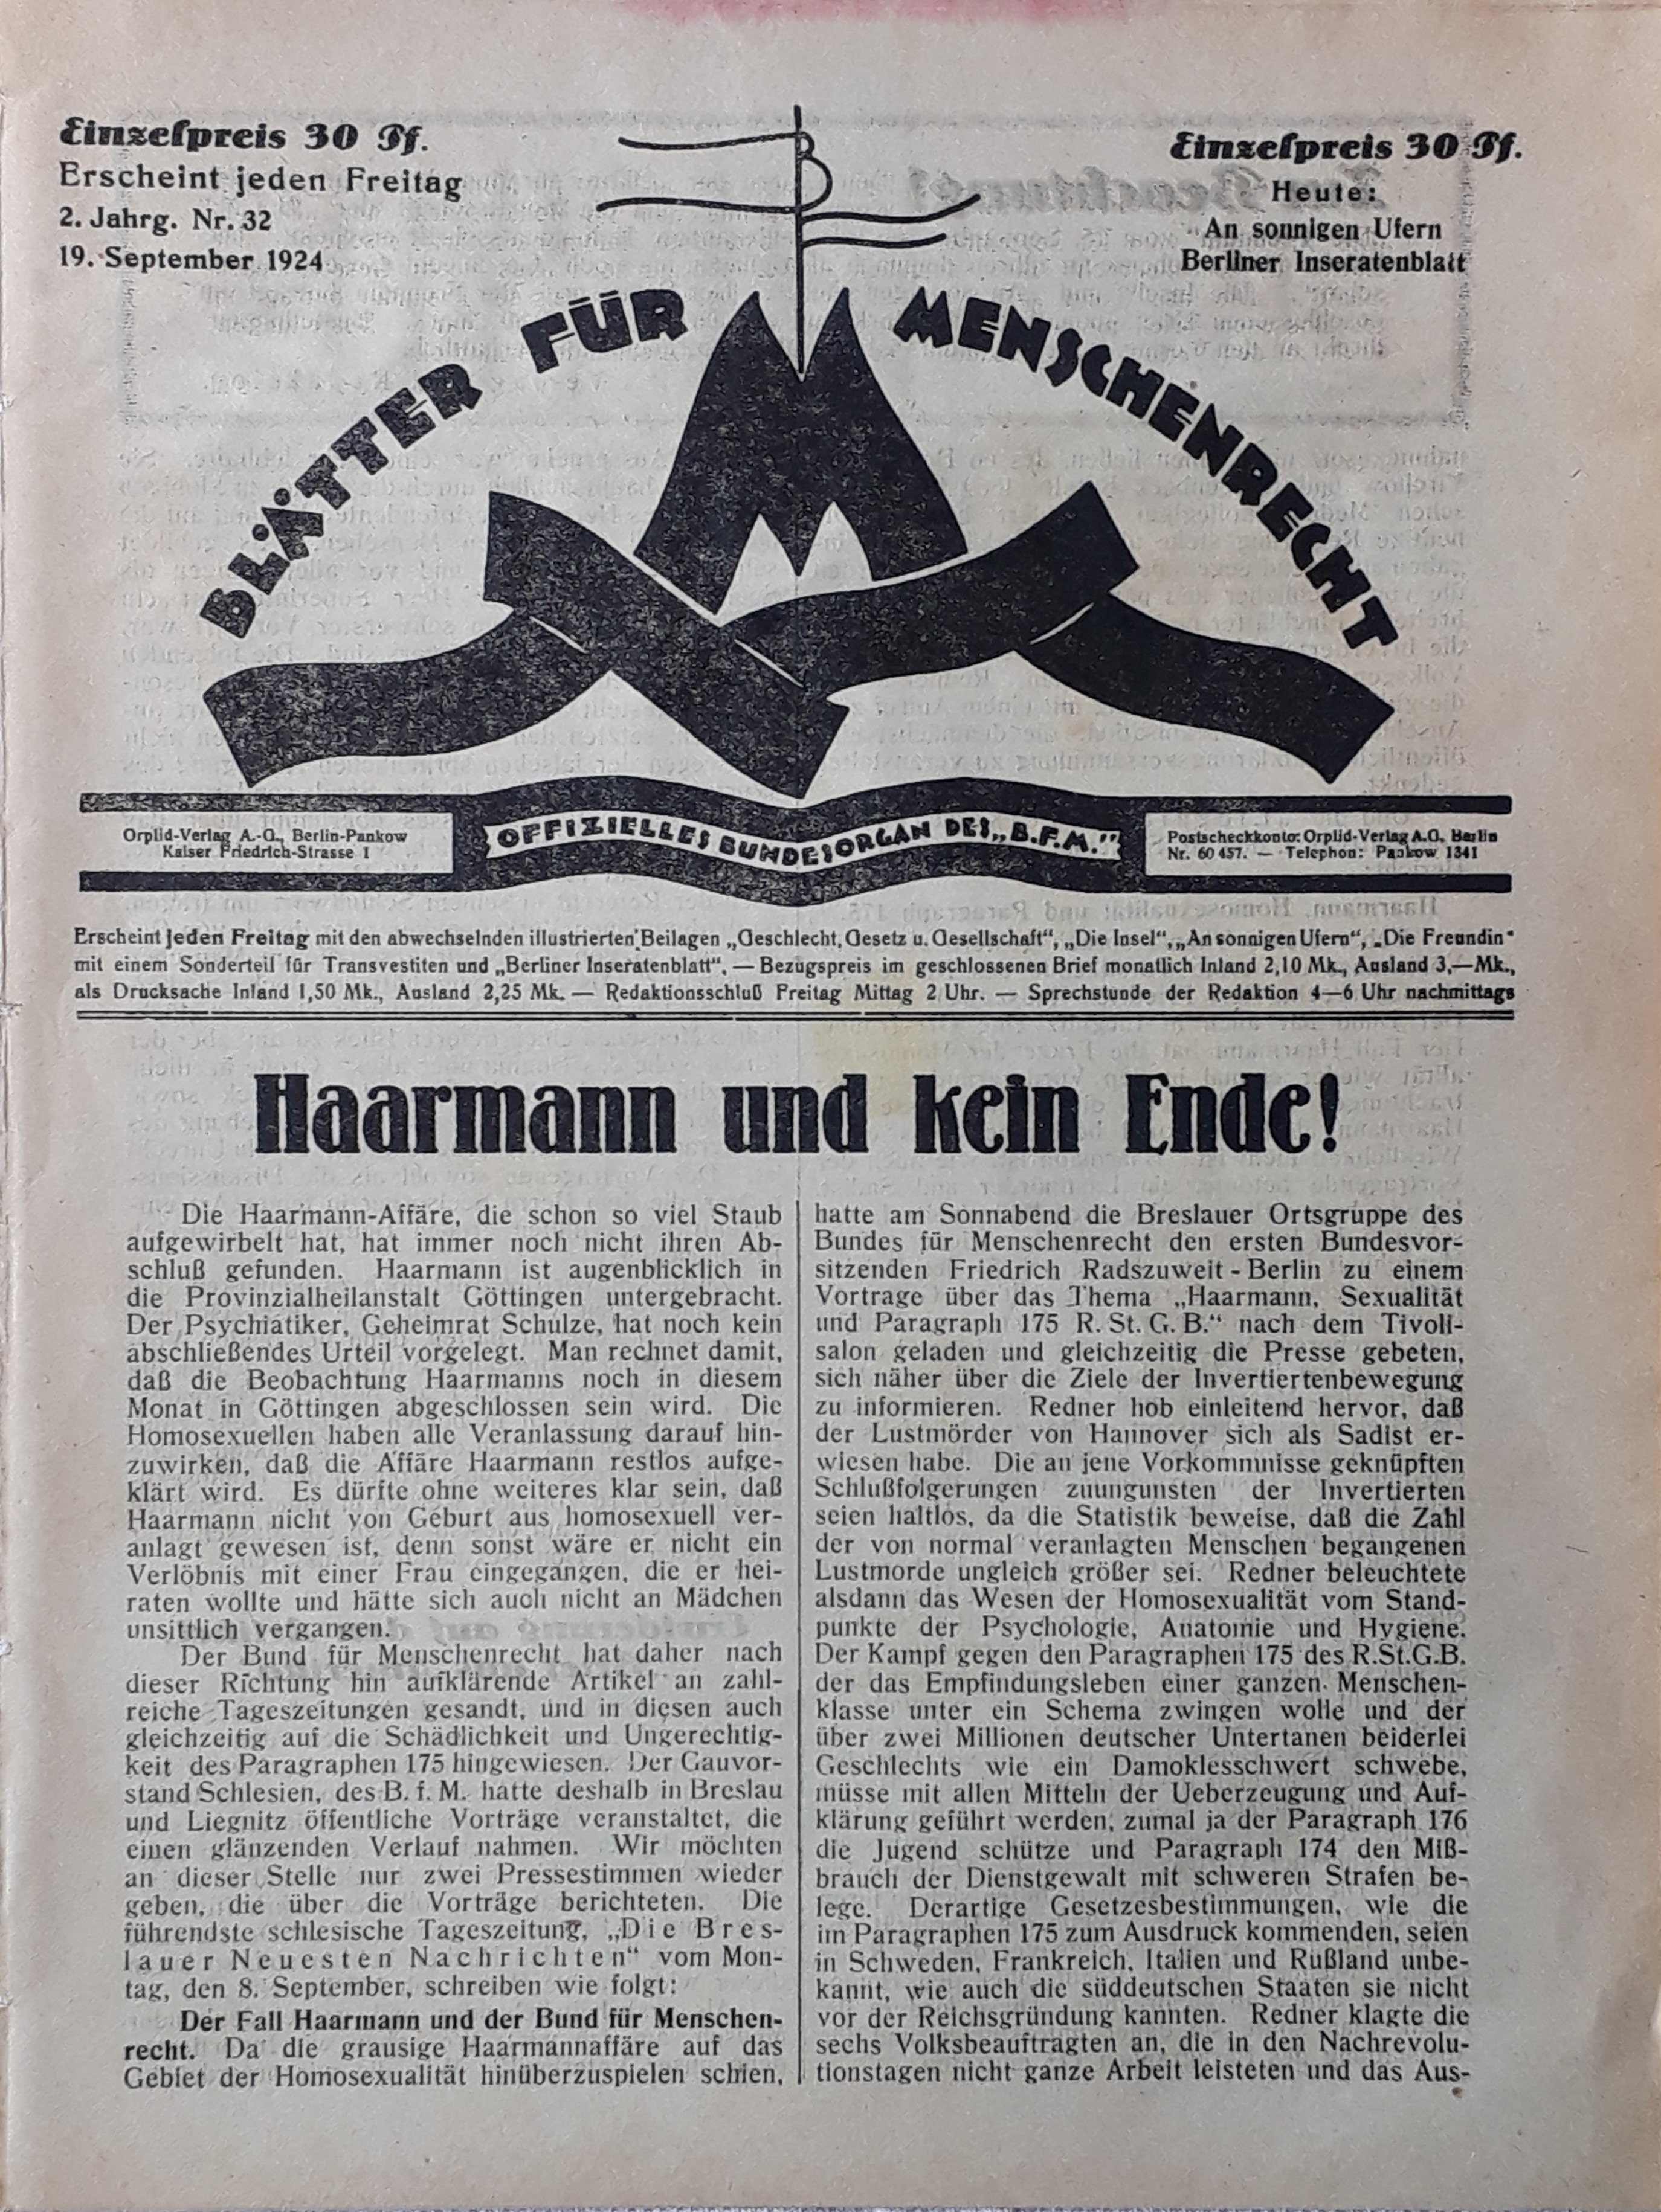 Einzelpreis 30 Pf.
Erscheint jeden Freitag
2. Jahrg. Nr. 32
19. September 1924
Einzelpreis 30 Pf.
Heute:
An sonnigen Ufern
Berliner Inseratenblatt
BLÄTTER FÜR MENSCHENRECHT
Orplid-Verlag A.-G., Berlin-Pankow
Kaiser Friedrich-Strasse 1
OFFIZIELLES BUNDESORGAN DES „B.F.M."
Postscheckkonto: Orplid-Verlag A.G. Berlin
Nr. 60457. — Telephon: Pankow 1341
Erscheint jeden Freitag mit den abwechselnden illustrierten Beilagen „Geschlecht, Gesetz u. Gesellschaft“, „Die Insel“, „An sonnigen Ufern“, „Die Freundin“
mit einem Sonderteil für Transvestiten und „Berliner Inseratenblatt“. — Bezugspreis im geschlossenen Brief monatlich Inland 2,10 Mk., Ausland 3,—Mk.,
als Drucksache Inland 1,50 Mk., Ausland 2,25 Mk. — Redaktionsschluß Freitag Mittag 2 Uhr. — Sprechstunde der Redaktion 4—6 Uhr nachmittags
Haarmann und kein Ende!
Die Haarmann-Affäre, die schon so viel Staub
aufgewirbelt hat, hat immer noch nicht ihren Ab-
schluß gefunden. Haarmann ist augenblicklich in
die Provinzialheilanstalt Göttingen untergebracht.
Der Psychiatiker, Geheimrat Schulze, hat noch kein
abschließendes Urteil vorgelegt. Man rechnet damit,
daß die Beobachtung Haarmanns noch in diesem
Monat in Göttingen abgeschlossen sein wird. Die
Homosexuellen haben alle Veranlassung darauf hin-
zuwirken, daß die Affäre Haarmann restlos aufge-
klärt wird. Es dürfte ohne weiteres klar sein, daß
Haarmann nicht von Geburt aus homosexuell ver-
anlagt gewesen ist, denn sonst wäre er nicht ein
Verlöbnis mit einer Frau eingegangen, die er hei-
raten wollte und hätte sich auch nicht an Mädchen
unsittlich vergangen.
Der Bund für Menschenrecht hat daher nach
dieser Richtung hin aufklärende Artikel an zahl-
reiche Tageszeitungen gesandt, und in diesen auch
gleichzeitig auf die Schädlichkeit und Ungerechtig-
keit des Paragraphen 175 hingewiesen. Der Gauvor-
stand Schlesien, des B. f. M. hatte deshalb in Breslau
und Liegnitz öffentliche Vorträge veranstaltet, die
einen glänzenden Verlauf nahmen. Wir möchten
an dieser Stelle nur zwei Pressestimmen wieder
geben, die über die Vorträge berichteten. Die
führendste schlesische Tageszeitung, „Die Bres-
lauer Neuesten Nachrichten“ vom Mon-
tag, den 8. September, schreiben wie folgt:
Der Fall Haarmann und der Bund für Menschen-
recht. Da die grausige Haarmannaffäre auf das
Gebiet der Homosexualität hinüberzuspielen schien,
hatte am Sonnabend die Breslauer Ortsgruppe des
Bundes für Menschenrecht den ersten Bundesvor-
sitzenden Friedrich Radszuweit - Berlin zu einem
Vortrage über das Thema „Haarmann, Sexualität
und Paragraph 175 R. St. G. B.“ nach dem Tivoli-
salon geladen und gleichzeitig die Presse gebeten,
sich näher über die Ziele der Invertiertenbewegung
zu informieren. Redner hob einleitend hervor, daß
der Lustmörder von Hannover sich als Sadist er-
wiesen habe. Die an jene Vorkommnisse geknüpften
Schlußfolgerungen zuungunsten der Invertierten
seien haltlos, da die Statistik beweise, daß die Zahl
der von normal veranlagten Menschen begangenen
Lustmorde ungleich größer sei. Redner beleuchtete
alsdann das Wesen der Homosexualität vom Stand-
punkte der Psychologie, Anatomie und Hygiene.
Der Kampf gegen den Paragraphen 175 des R.St.G.B.
der das Empfindungsleben einer ganzen Menschen-
klasse unter ein Schema zwingen wolle und der
über zwei Millionen deutscher Untertanen beiderlei
Geschlechts wie ein Damoklesschwert schwebe,
müsse mit allen Mitteln der Ueberzeugung und Auf-
klärung geführt werden, zumal ja der Paragraph 176
die Jugend schütze und Paragraph 174 den Miß-
brauch der Dienstgewalt mit schweren Strafen be-
lege. Derartige Gesetzesbestimmungen, wie die
im Paragraphen 175 zum Ausdruck kommenden, seien
in Schweden, Frankreich, Italien und Rußland unbe-
kannt, wie auch die süddeutschen Staaten sie nicht
vor der Reichsgründung kannten. Redner klagte die
sechs Volksbeauftragten an, die in den Nachrevolu-
tionstagen nicht ganze Arbeit leisteten und das Aus-